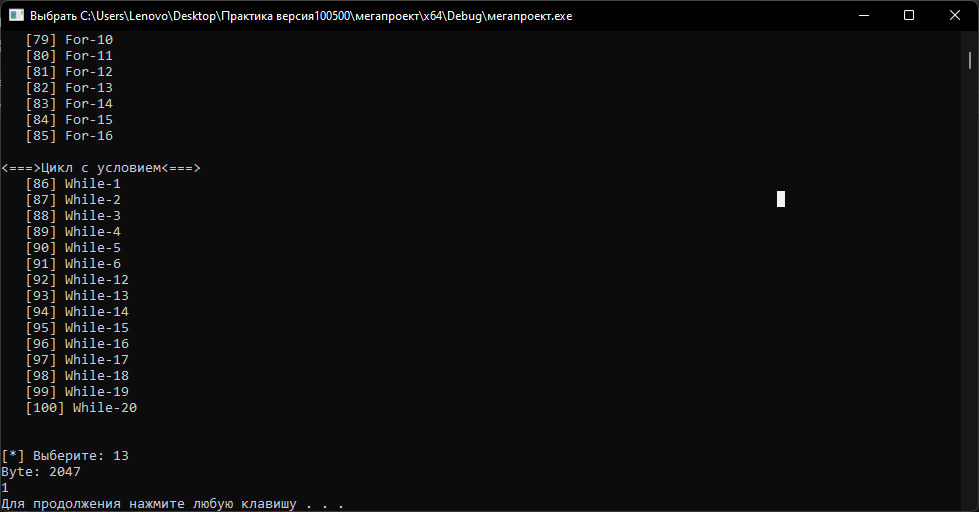 Выбрать C:\Users\Lenovo\Desktop\Практика версия100500\мегапроект\x64\Debug\мегапроект.exe
[79] For-10
[80] For-11
[81] For-12
[82] For-13
[83] For-14
[84] For-15
[85] For-16
<===>Цикл с условием<===>
[86] While-1
[87] While-2
[88] While-3
[89] While-4
[90] While-5
[91] While-6
[92] While-12
[93] While-13
[94] While-14
[95] While-15
[96] While-16
[97] While-17
[98] While-18
[99] While-19
[100] While-20
[*] Выберите: 13
Byte: 2047
1
Для продолжения нажмите любую клавишу . . .